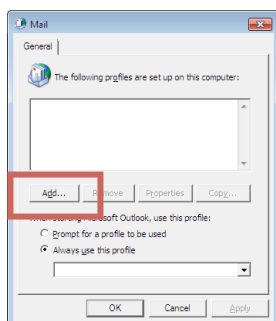 Mail
General
The following profiles are set up on this computer:
Add...
Remove
Properties
Copy...
When starting Microsoft Outlook, use this profile:
Prompt for a profile to be used
Always use this profile
OK
Cancel
Apply